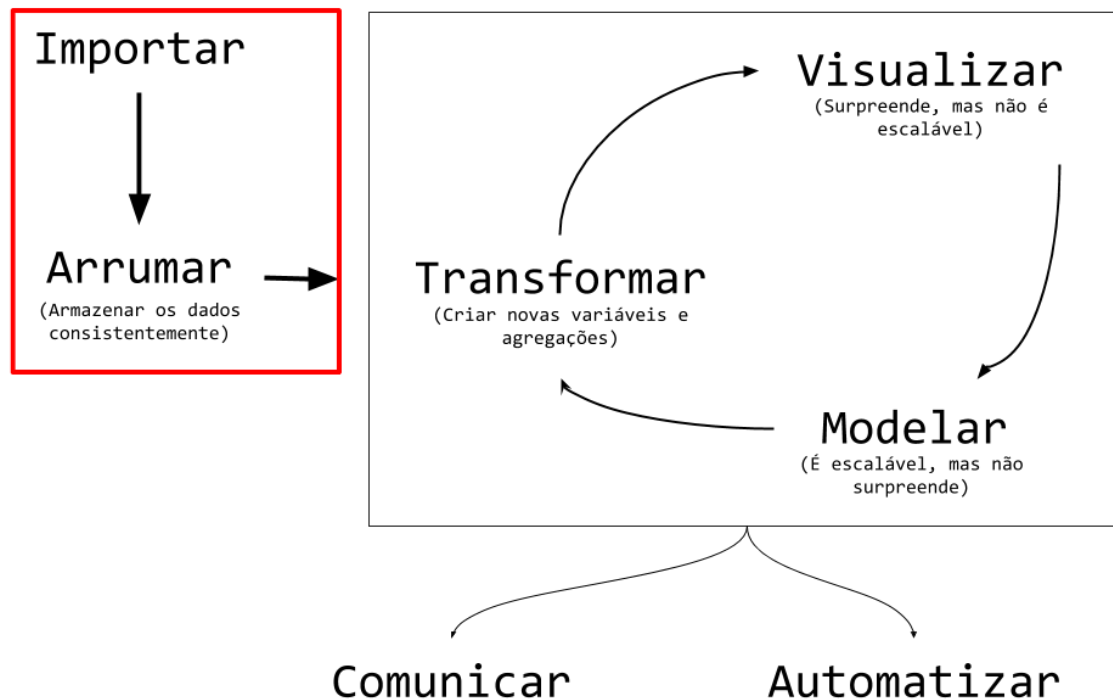 Importar
Arrumar
(Armazenar os dados
consistentemente)
Transformar
(Criar novas variáveis e
agregações)
Visualizar
(Surpreende, mas não é
escalável)
Modelar
(É escalável, mas não
surpreende)
Comunicar
Automatizar